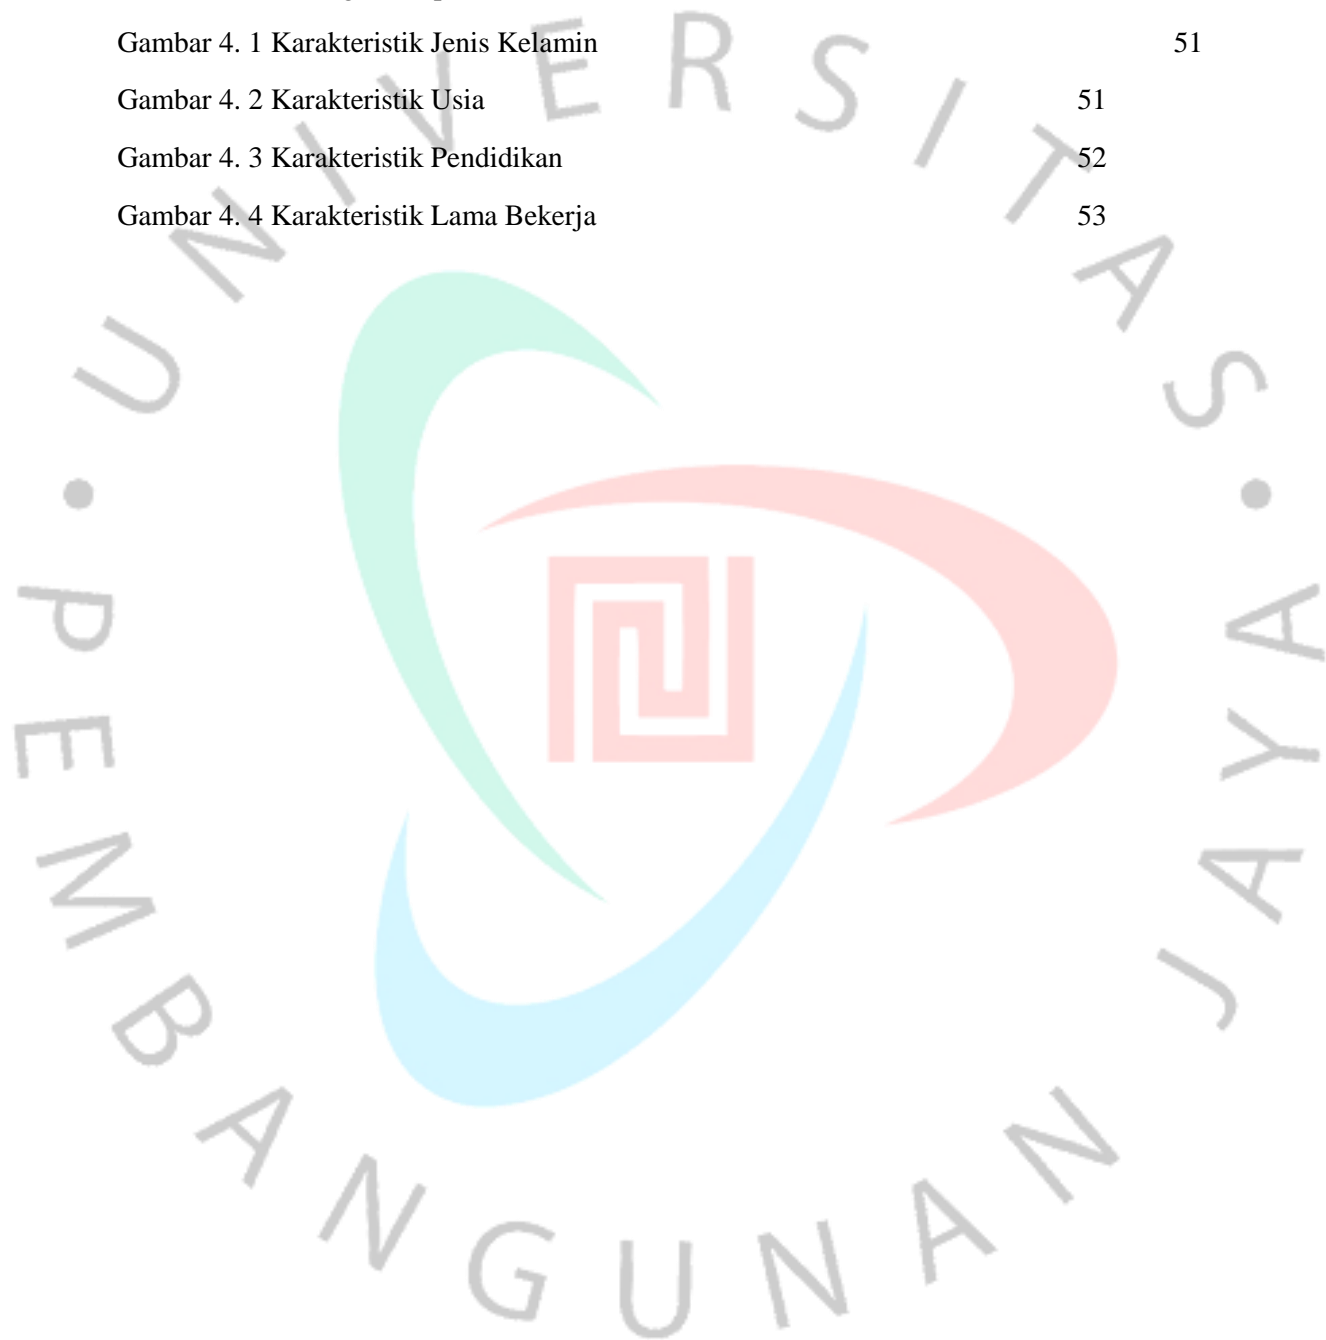 Gambar 4. 1 Karakteristik Jenis Kelamin 51
Gambar 4. 2 Karakteristik Usia 51
Gambar 4. 3 Karakteristik Pendidikan 52
Gambar 4. 4 Karakteristik Lama Bekerja 53
UNIVERSITAS • PEMBANGUNAN JAYA •